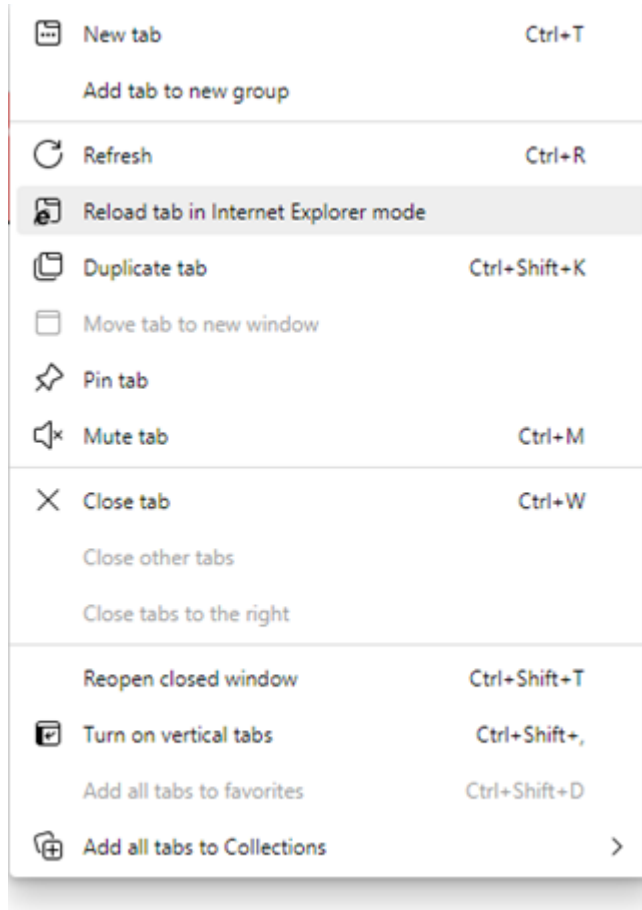 New tab Ctrl+T
Add tab to new group
Refresh Ctrl+R
Reload tab in Internet Explorer mode
Duplicate tab Ctrl+Shift+K
Move tab to new window
Pin tab
Mute tab Ctrl+M
Close tab Ctrl+W
Close other tabs
Close tabs to the right
Reopen closed window Ctrl+Shift+T
Turn on vertical tabs Ctrl+Shift+,
Add all tabs to favorites Ctrl+Shift+D
Add all tabs to Collections